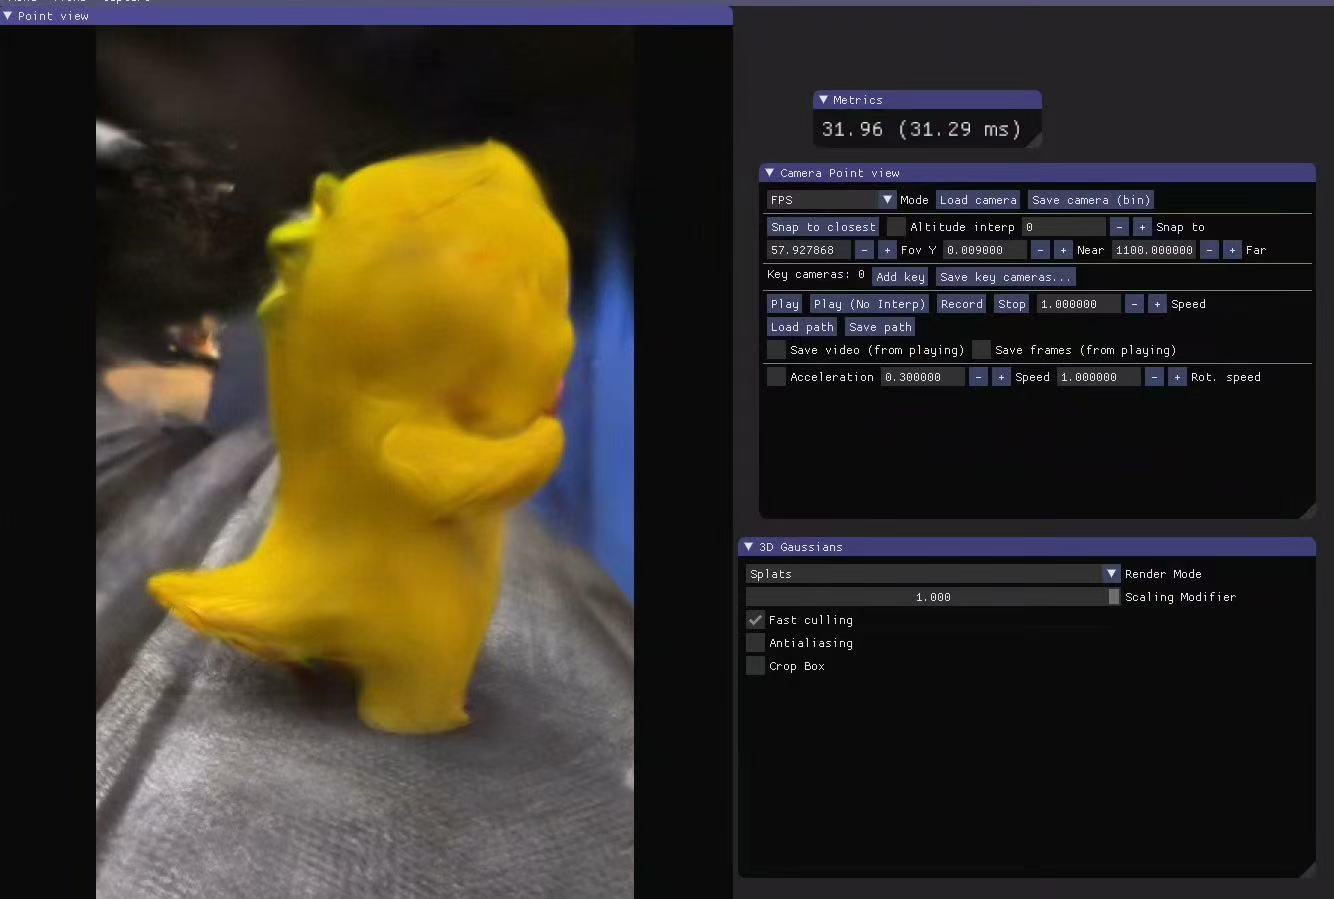 Point view
Metrics
31.96 (31.29 ms)
Camera Point view
FPS Mode Load camera Save camera (bin)
Snap to closest Altitude interp 0 - + Snap to
57.927868 - + Fov Y 0.009000 - + Near 1100.000000 - + Far
Key cameras: 0 Add key Save key cameras...
Play Play (No Interp) Record Stop 1.000000 - + Speed
Load path Save path
Save video (from playing) Save frames (from playing)
Acceleration 0.300000 - + Speed 1.000000 - + Rot. speed
3D Gaussians
Splats Render Mode
1.000 Scaling Modifier
Fast culling
Antialiasing
Crop Box